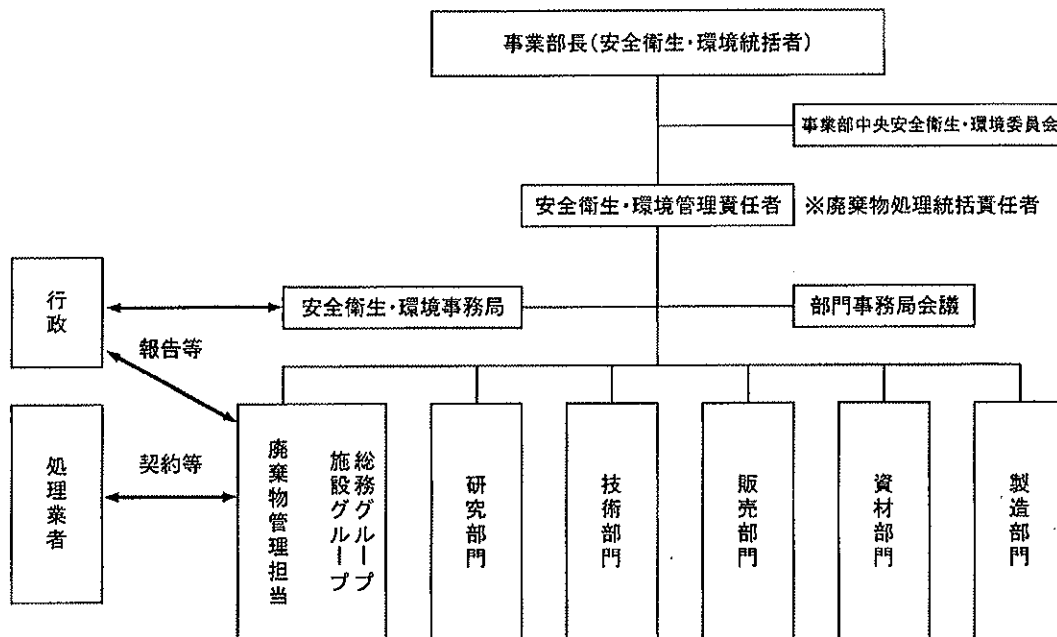 事業部長(安全衛生・環境統括者)
事業部中央安全衛生・環境委員会
安全衛生・環境管理責任者
※廃棄物処理統括責任者
行政
安全衛生・環境事務局
部門事務局会議
報告等
処理業者
契約等
総務グループ
施設グループ
廃棄物管理担当
研究部門
技術部門
販売部門
資材部門
製造部門